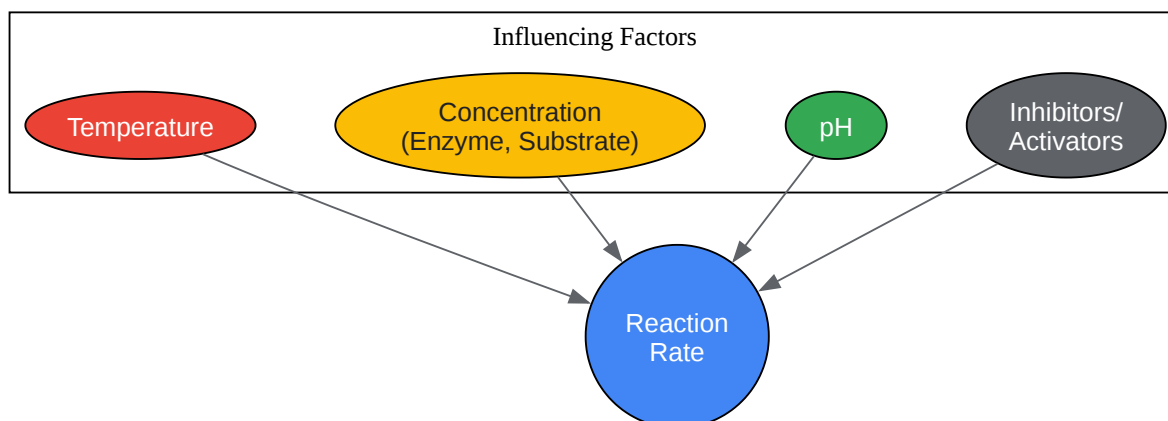 Influencing Factors
Temperature
Concentration
(Enzyme, Substrate)
pH
Inhibitors/
Activators
Reaction
Rate